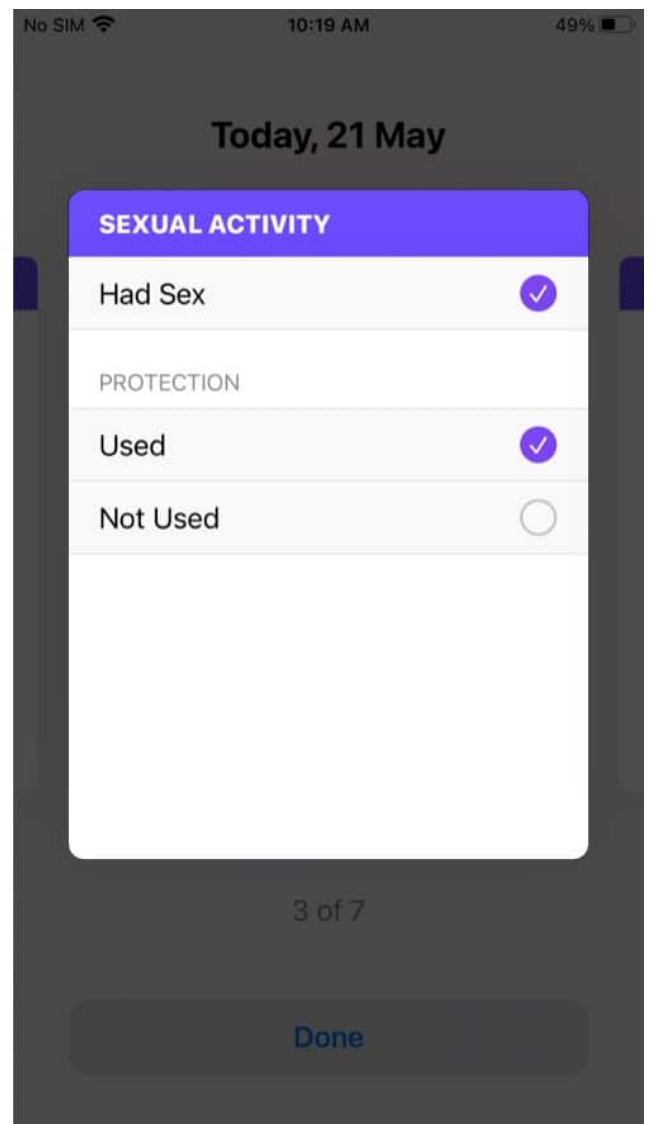 No SIM 10:19 AM 49%
Today, 21 May
SEXUAL ACTIVITY
Had Sex
PROTECTION
Used
Not Used
3 of 7
Done